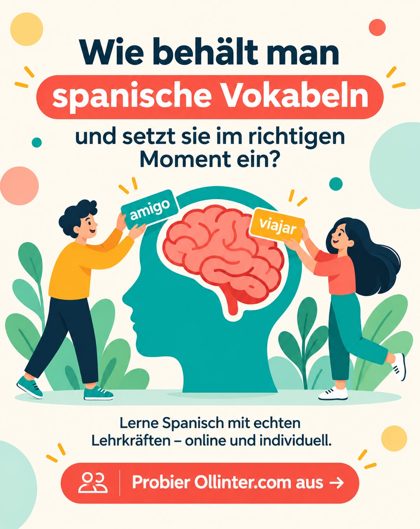 Wie behält man
spanische Vokabeln
und setzt sie im richtigen
Moment ein?
amigo
viajar
Lerne Spanisch mit echten
Lehrkräften – online und individuell.
Probier Ollinter.com aus →